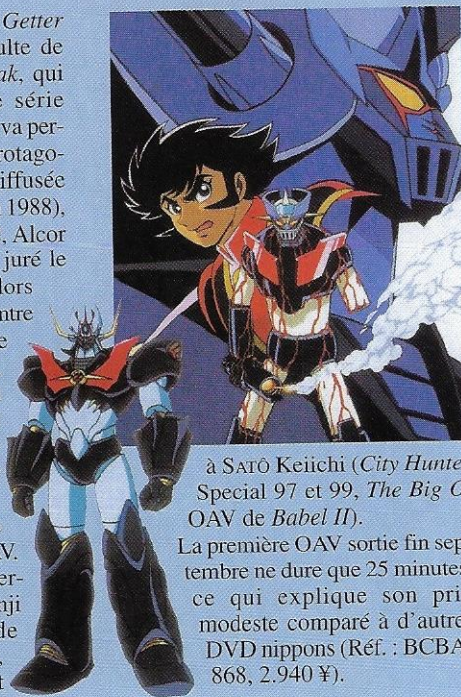 Getter
ulte de
ak, qui
série
va per-
rotago-
iffusée
1988),
, Alcor
juré le
lors
ntre
e
V.
er-
nji
de
,
t
à SATÔ Keiichi (City Hunte
Special 97 et 99, The Big O
OAV de Babel II).
La première OAV sortie fin sep
tembre ne dure que 25 minutes
ce qui explique son pri
modeste comparé à d'autre
DVD nippons (Réf. : BCBA
868, 2.940 ¥).